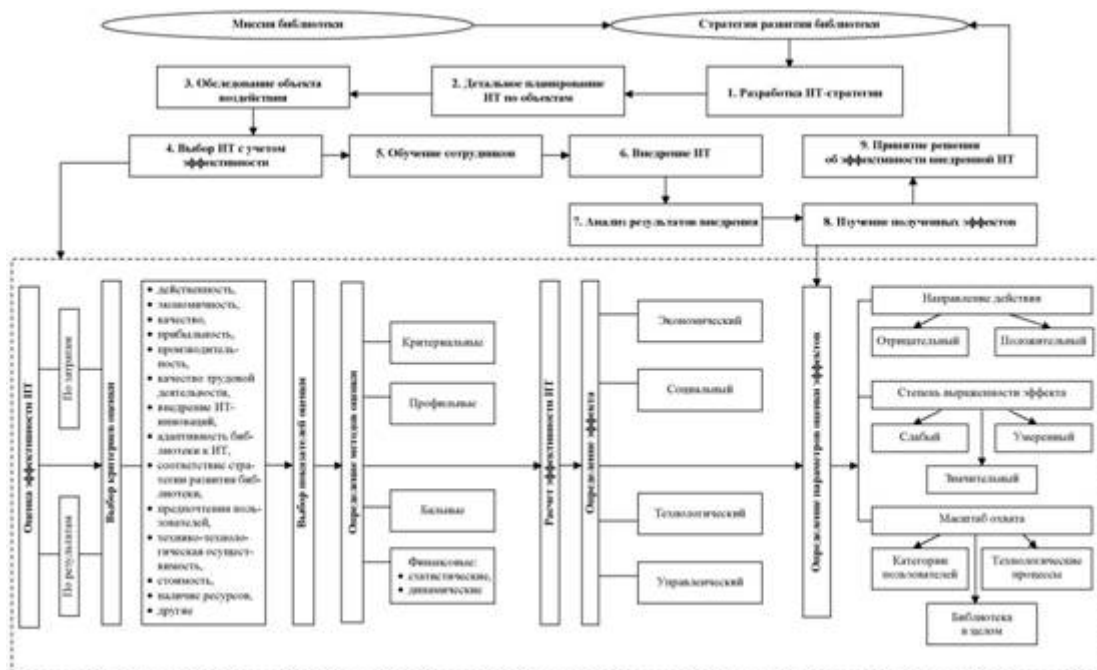 Миссия библиотеки
Стратегия развития библиотеки
3. Обследование объекта
воздействия
2. Детальное планирование
ИТ по объектам
1. Разработка ИТ-стратегии
4. Выбор ИТ с учетом
эффективности
5. Обучение сотрудников
6. Внедрение ИТ
9. Принятие решения
об эффективности внедренной ИТ
7. Анализ результатов внедрения
8. Изучение полученных эффектов
Оценка эффективности ИТ
По затратам
По результатам
Выбор критериев оценки
• действенность,
• экономичность,
• качество,
• прибыльность,
• производитель-
ность,
• качество трудовой
деятельности,
• внедрение ИТ-
инноваций,
• адаптивность биб-
лиотеки к ИТ,
• соответствие стра-
тегии развития биб-
лиотеки,
• предпочтения поль-
зователей,
• технико-техноло-
гическая осущест-
вимость,
• стоимость,
• наличие ресурсов,
• другие
Выбор показателей оценки
Определение методов оценки
Критериальные
Профильные
Бальные
Финансовые:
• статистические,
• динамические
Расчет эффективности ИТ
Определение эффекта
Экономический
Социальный
Технологический
Управленческий
Определение параметров оценки эффектов
Направление действия
Отрицательный
Положительный
Степень выраженности эффекта
Слабый
Умеренный
Значительный
Масштаб охвата
Категории
пользователей
Технологические
процессы
Библиотека
в целом